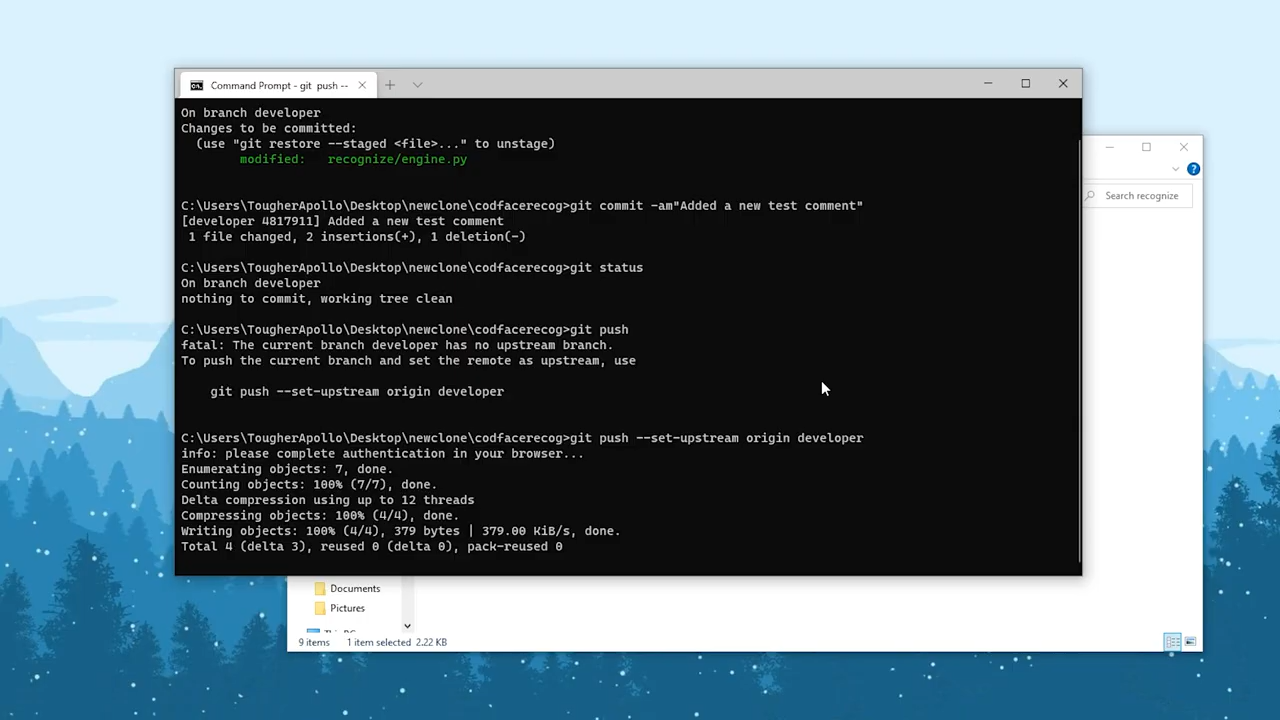 Command Prompt - git  push --
On branch developer
Changes to be committed:
  (use "git restore --staged <file>..." to unstage)
        modified:   recognize/engine.py
C:\Users\TougherApollo\Desktop\newclone\codfacerecog>git commit -am"Added a new test comment"
[developer 4817911] Added a new test comment
 1 file changed, 2 insertions(+), 1 deletion(-)
C:\Users\TougherApollo\Desktop\newclone\codfacerecog>git status
On branch developer
nothing to commit, working tree clean
C:\Users\TougherApollo\Desktop\newclone\codfacerecog>git push
fatal: The current branch developer has no upstream branch.
To push the current branch and set the remote as upstream, use
    git push --set-upstream origin developer
C:\Users\TougherApollo\Desktop\newclone\codfacerecog>git push --set-upstream origin developer
info: please complete authentication in your browser...
Enumerating objects: 7, done.
Counting objects: 100% (7/7), done.
Delta compression using up to 12 threads
Compressing objects: 100% (4/4), done.
Writing objects: 100% (4/4), 379 bytes | 379.00 KiB/s, done.
Total 4 (delta 3), reused 0 (delta 0), pack-reused 0
Search recognize
Documents
Pictures
9 items 1 item selected 2.22 KB